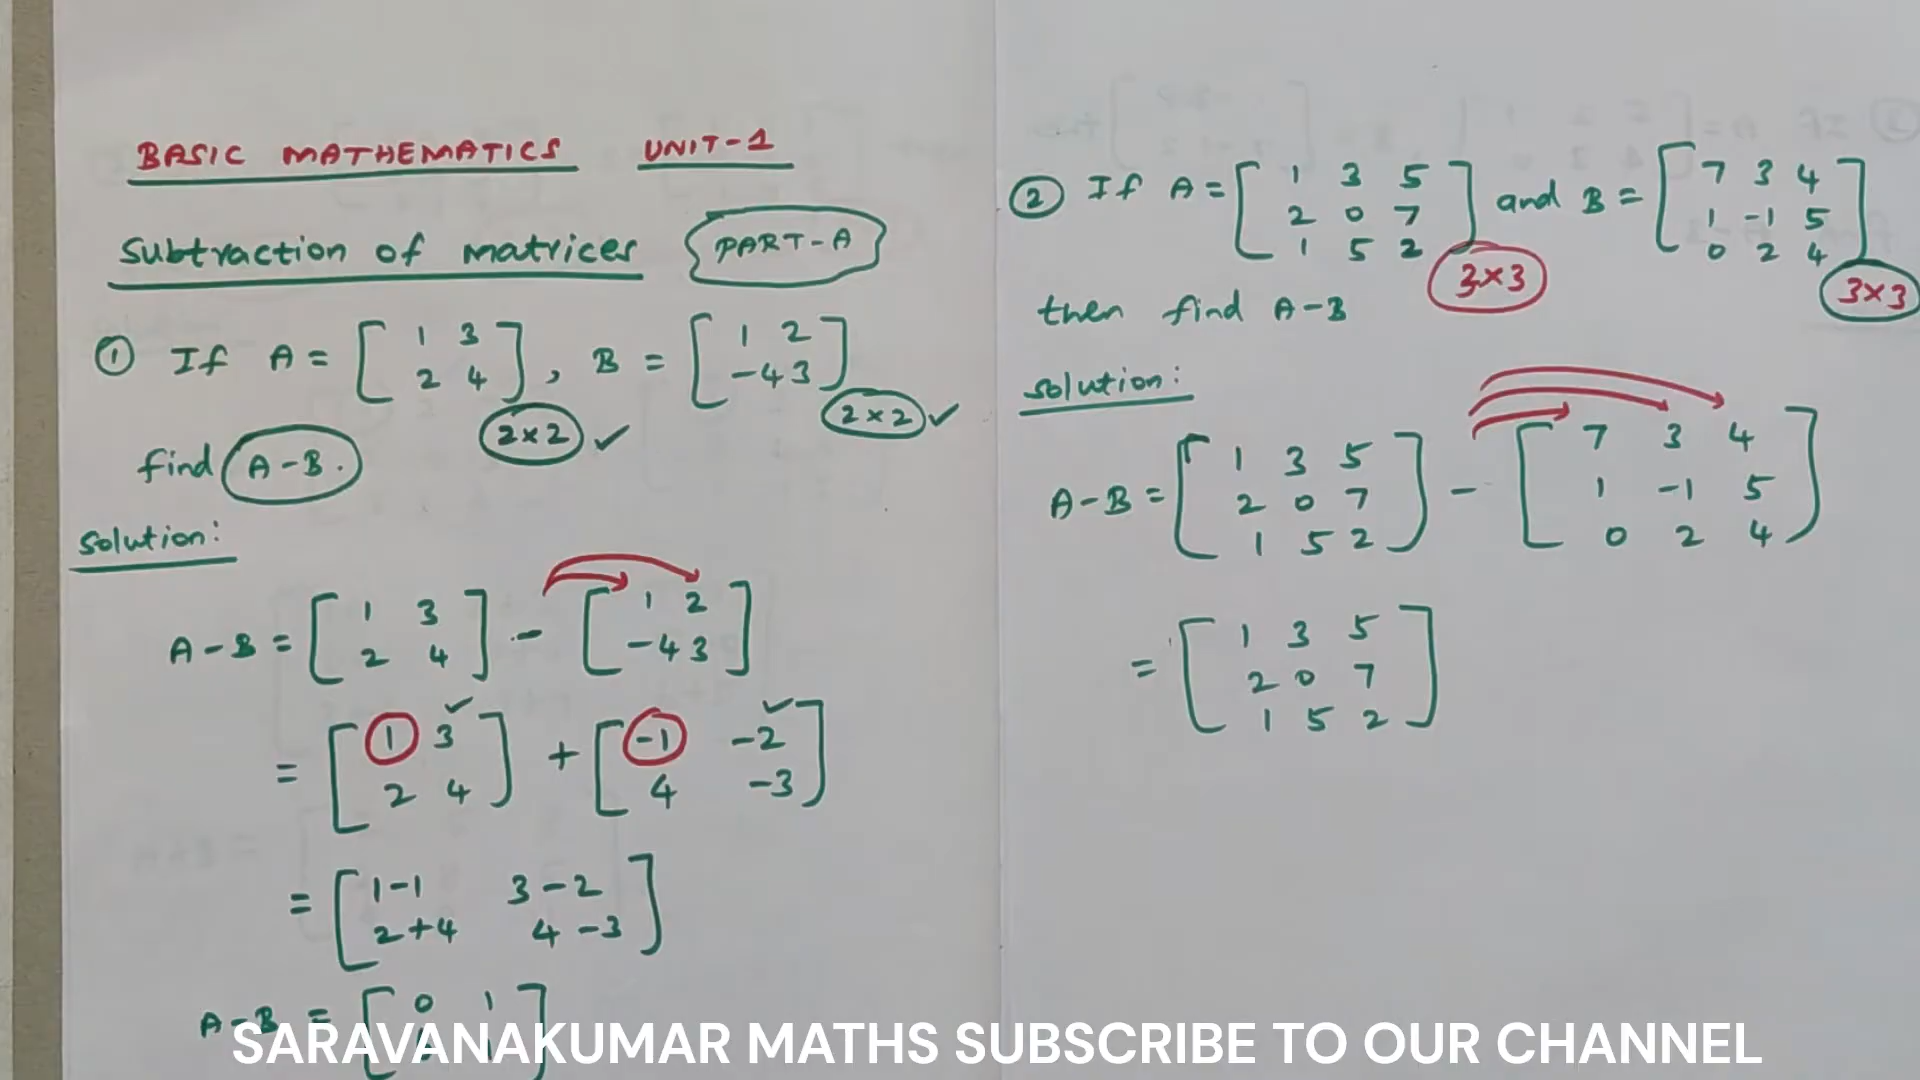 BASIC MATHEMATICS UNIT-1
Subtraction of matrices PART-A
① If A = [ 1 3
2 4 ] , B = [ 1 2
-4 3 ]
2×2 ✓ 2×2 ✓
find A-B.
solution:
A-B = [ 1 3
2 4 ] - [ 1 2
-4 3 ]
= [ 1 3 ✓
2 4 ] + [ -1 -2 ✓
4 -3 ]
= [ 1-1 3-2
2+4 4-3 ]
A-B = [ 0 1
1 ]
② If A = [ 1 3 5
2 0 7
1 5 2 ] and B = [ 7 3 4
1 -1 5
0 2 4 ]
3×3 3×3
then find A-B
solution:
A-B = [ 1 3 5
2 0 7
1 5 2 ] - [ 7 3 4
1 -1 5
0 2 4 ]
= [ 1 3 5
2 0 7
1 5 2 ]
SARAVANAKUMAR MATHS SUBSCRIBE TO OUR CHANNEL